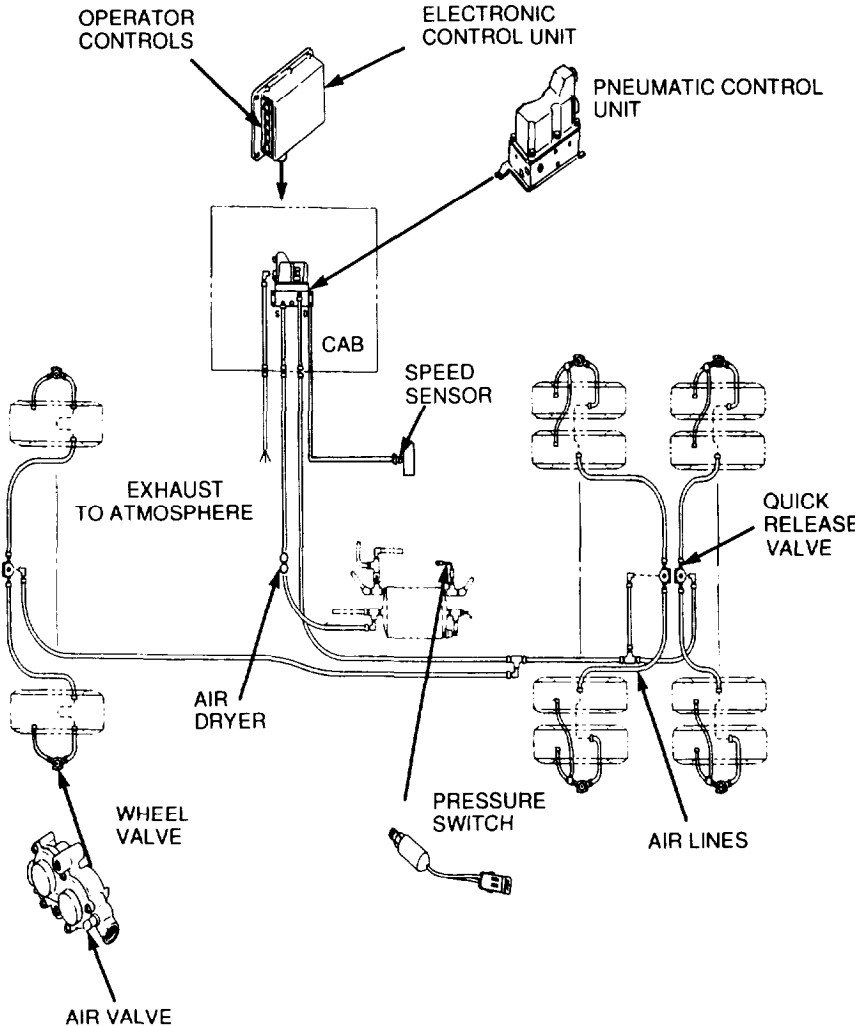 OPERATOR
CONTROLS
ELECTRONIC
CONTROL UNIT
PNEUMATIC CONTROL
UNIT
CAB
SPEED
SENSOR
EXHAUST
TO ATMOSPHERE
QUICK
RELEASE
VALVE
AIR
DRYER
WHEEL
VALVE
PRESSURE
SWITCH
AIR LINES
AIR VALVE